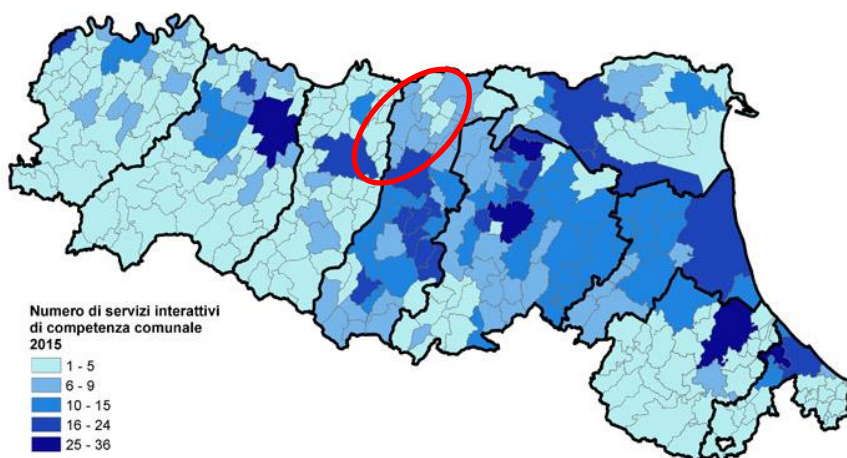 Numero di servizi interattivi
di competenza comunale
2015
1 - 5
6 - 9
10 - 15
16 - 24
25 - 36